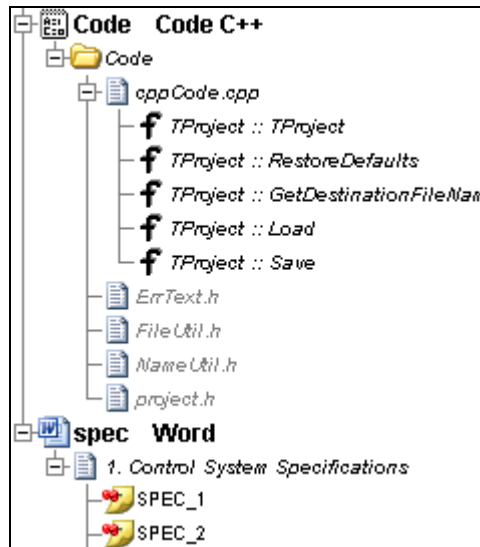 Code Code C++
Code
cppCode.cpp
TProject :: TProject
TProject :: RestoreDefaults
TProject :: GetDestinationFileNam
TProject :: Load
TProject :: Save
ErrText.h
FileUtil.h
NameUtil.h
project.h
spec Word
1. Control System Specifications
SPEC_1
SPEC_2